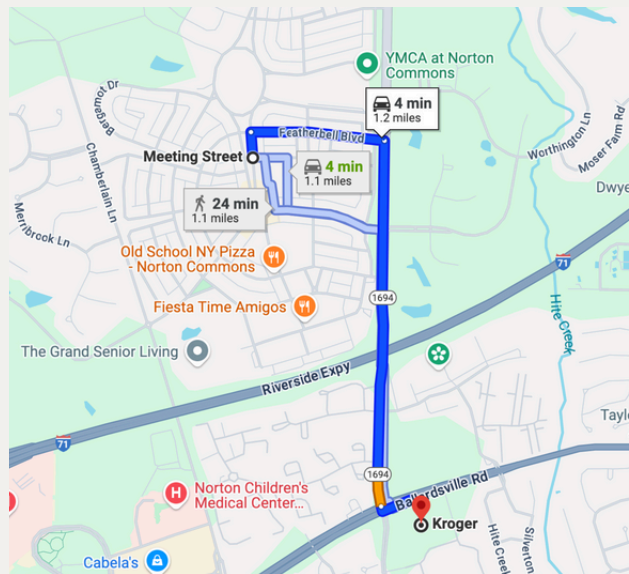 YMCA at Norton
Commons
4 min
1.2 miles
Bergamot Dr
Featherbell Blvd
Worthington Ln
Moser Farm Rd
Meeting Street
4 min
1.1 miles
Chamberlain Ln
Dwye
24 min
1.1 miles
Merribrook Ln
Old School NY Pizza
- Norton Commons
71
1694
Fiesta Time Amigos
Hite Creek
The Grand Senior Living
Riverside Expy
71
Taylo
1694
Norton Children's
Medical Center...
Ballardsville Rd
Kroger
Cabela's
Hite Creek
Silverton